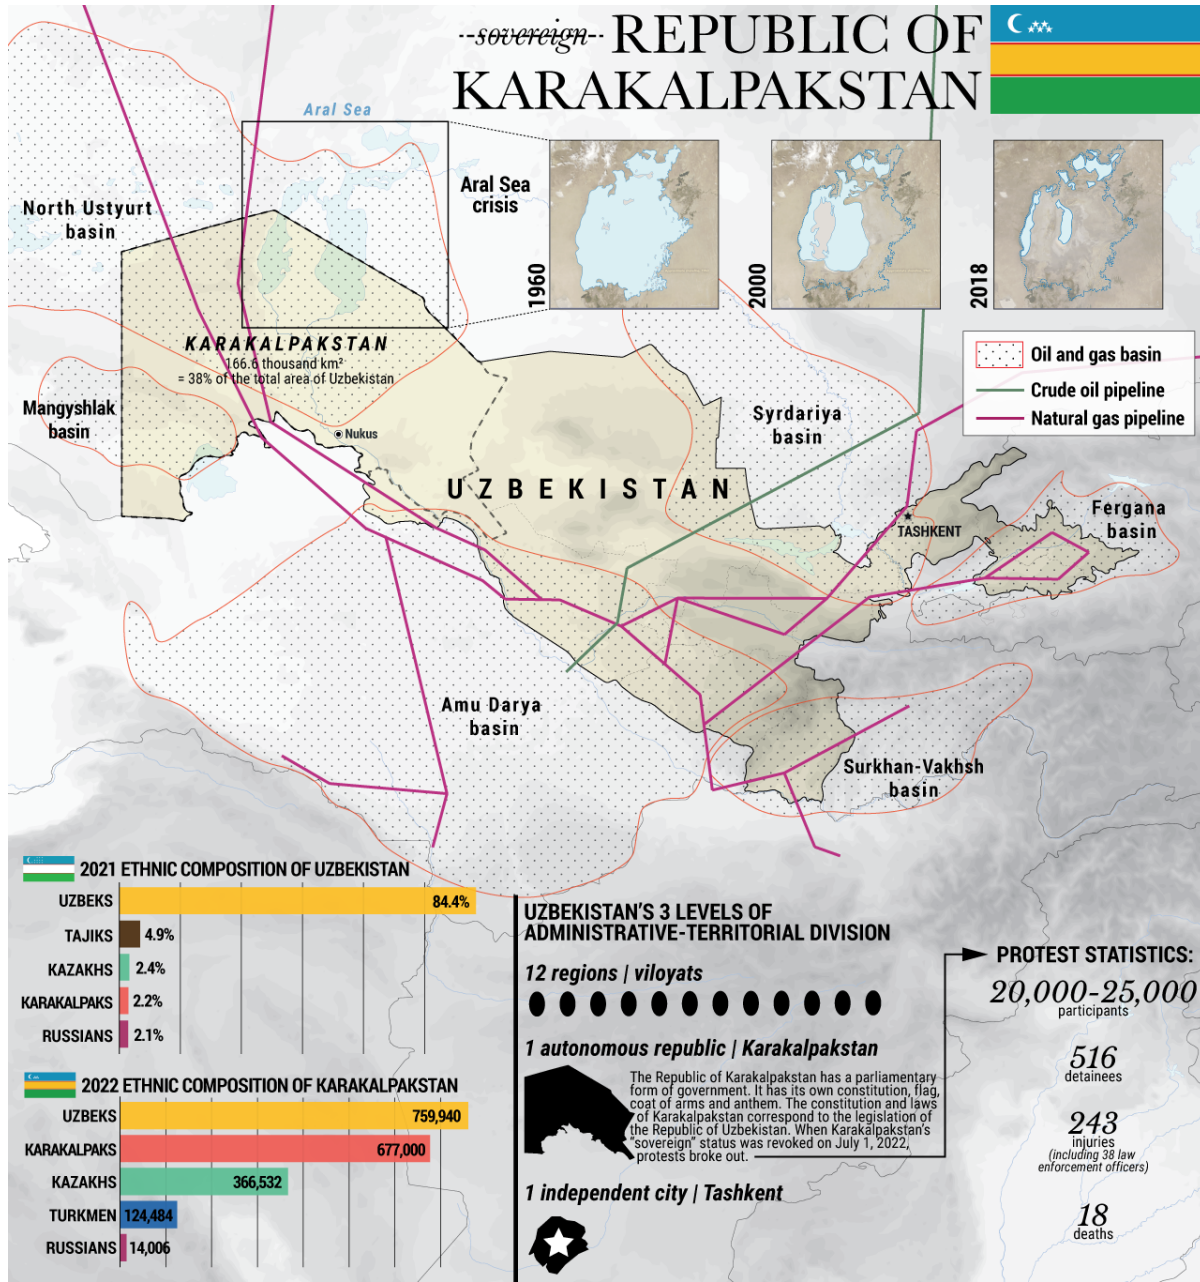 --sovereign-- REPUBLIC OF
KARAKALPAKSTAN
Aral Sea
Aral Sea
crisis
1960
2000
2018
North Ustyurt
basin
KARAKALPAKSTAN
166.6 thousand km²
= 38% of the total area of Uzbekistan
Mangyshlak
basin
Nukus
Oil and gas basin
Crude oil pipeline
Natural gas pipeline
Syrdariya
basin
UZBEKISTAN
TASHKENT
Fergana
basin
Amu Darya
basin
Surkhan-Vakhsh
basin
2021 ETHNIC COMPOSITION OF UZBEKISTAN
UZBEKS 84.4%
TAJIKS 4.9%
KAZAKHS 2.4%
KARAKALPAKS 2.2%
RUSSIANS 2.1%
2022 ETHNIC COMPOSITION OF KARAKALPAKSTAN
UZBEKS 759,940
KARAKALPAKS 677,000
KAZAKHS 366,532
TURKMEN 124,484
RUSSIANS 14,006
UZBEKISTAN'S 3 LEVELS OF
ADMINISTRATIVE-TERRITORIAL DIVISION
12 regions | viloyats
1 autonomous republic | Karakalpakstan
The Republic of Karakalpakstan has a parliamentary
form of government. It has its own constitution, flag,
coat of arms and anthem. The constitution and laws
of Karakalpakstan correspond to the legislation of
the Republic of Uzbekistan. When Karakalpakstan's
"sovereign" status was revoked on July 1, 2022,
protests broke out.
1 independent city | Tashkent
PROTEST STATISTICS:
20,000-25,000
participants
516
detainees
243
injuries
(including 38 law
enforcement officers)
18
deaths